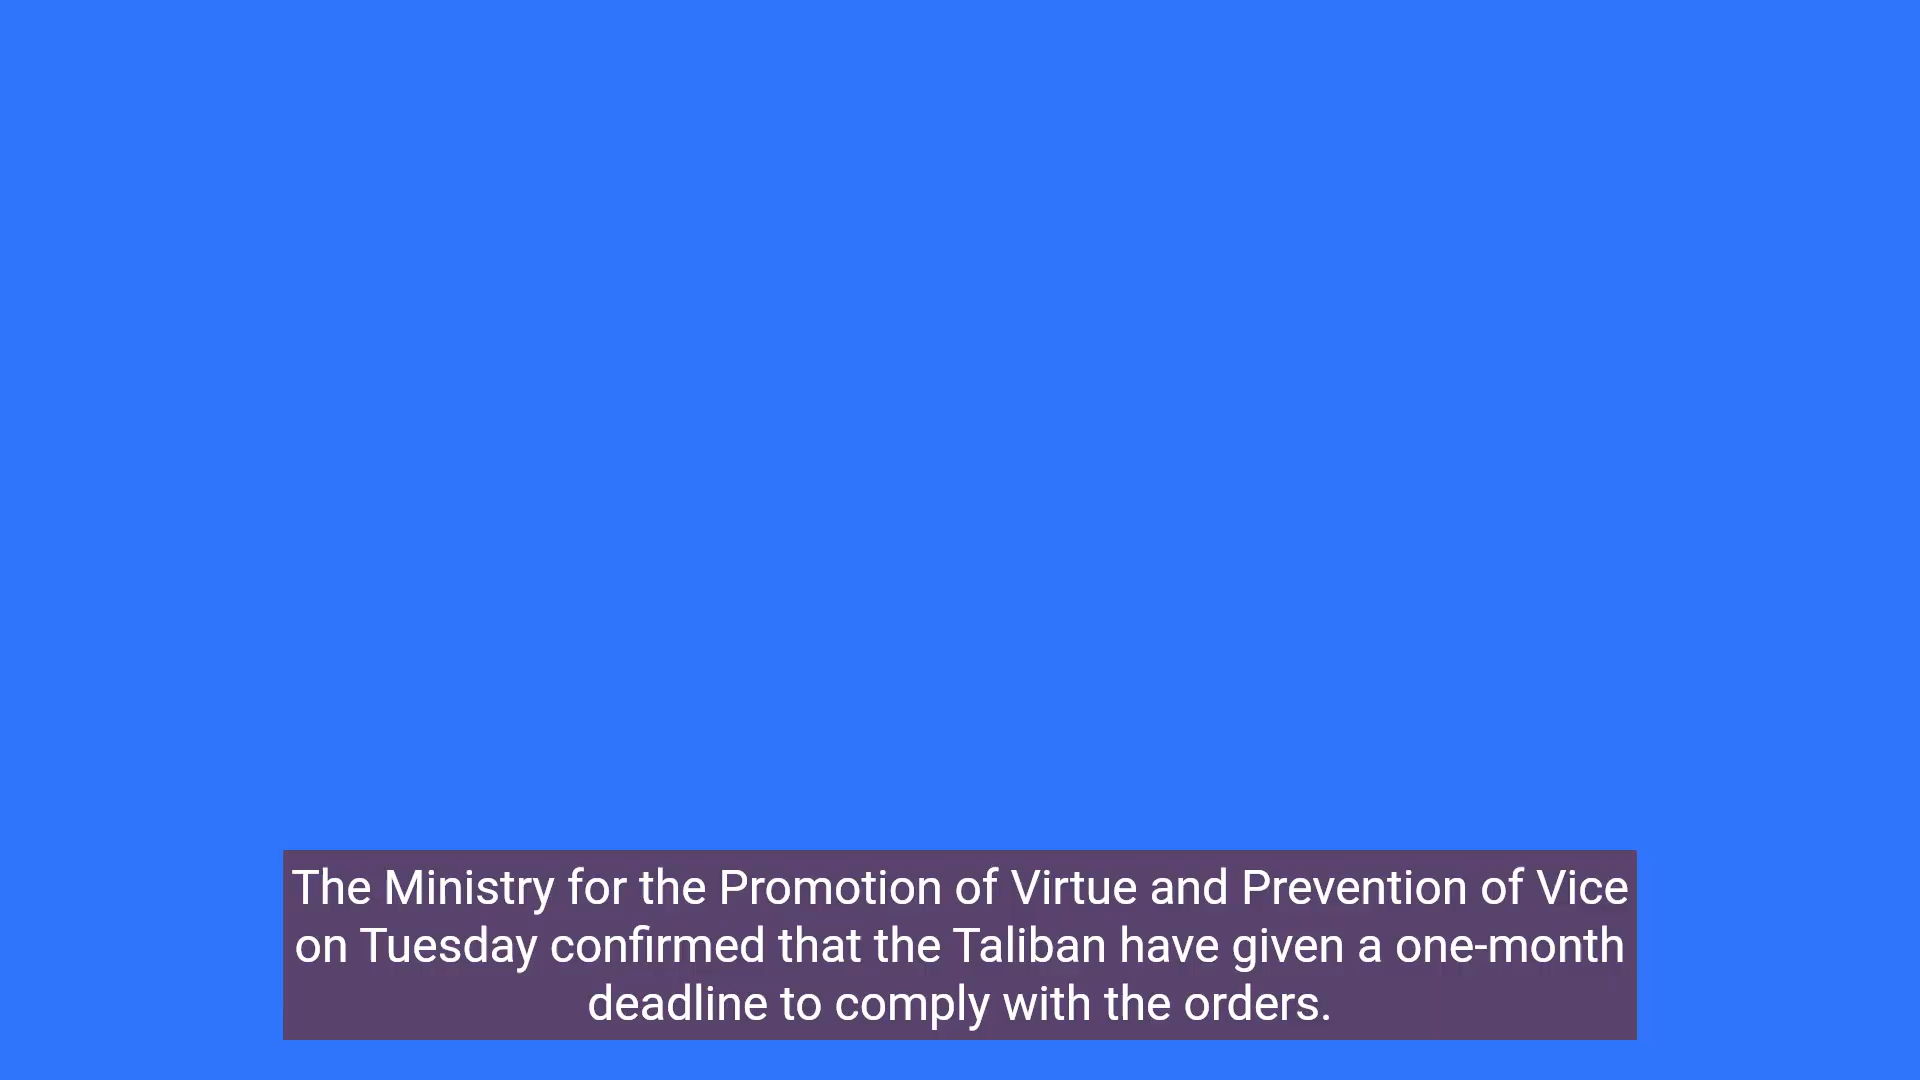 The Ministry for the Promotion of Virtue and Prevention of Vice
on Tuesday confirmed that the Taliban have given a one-month
deadline to comply with the orders.